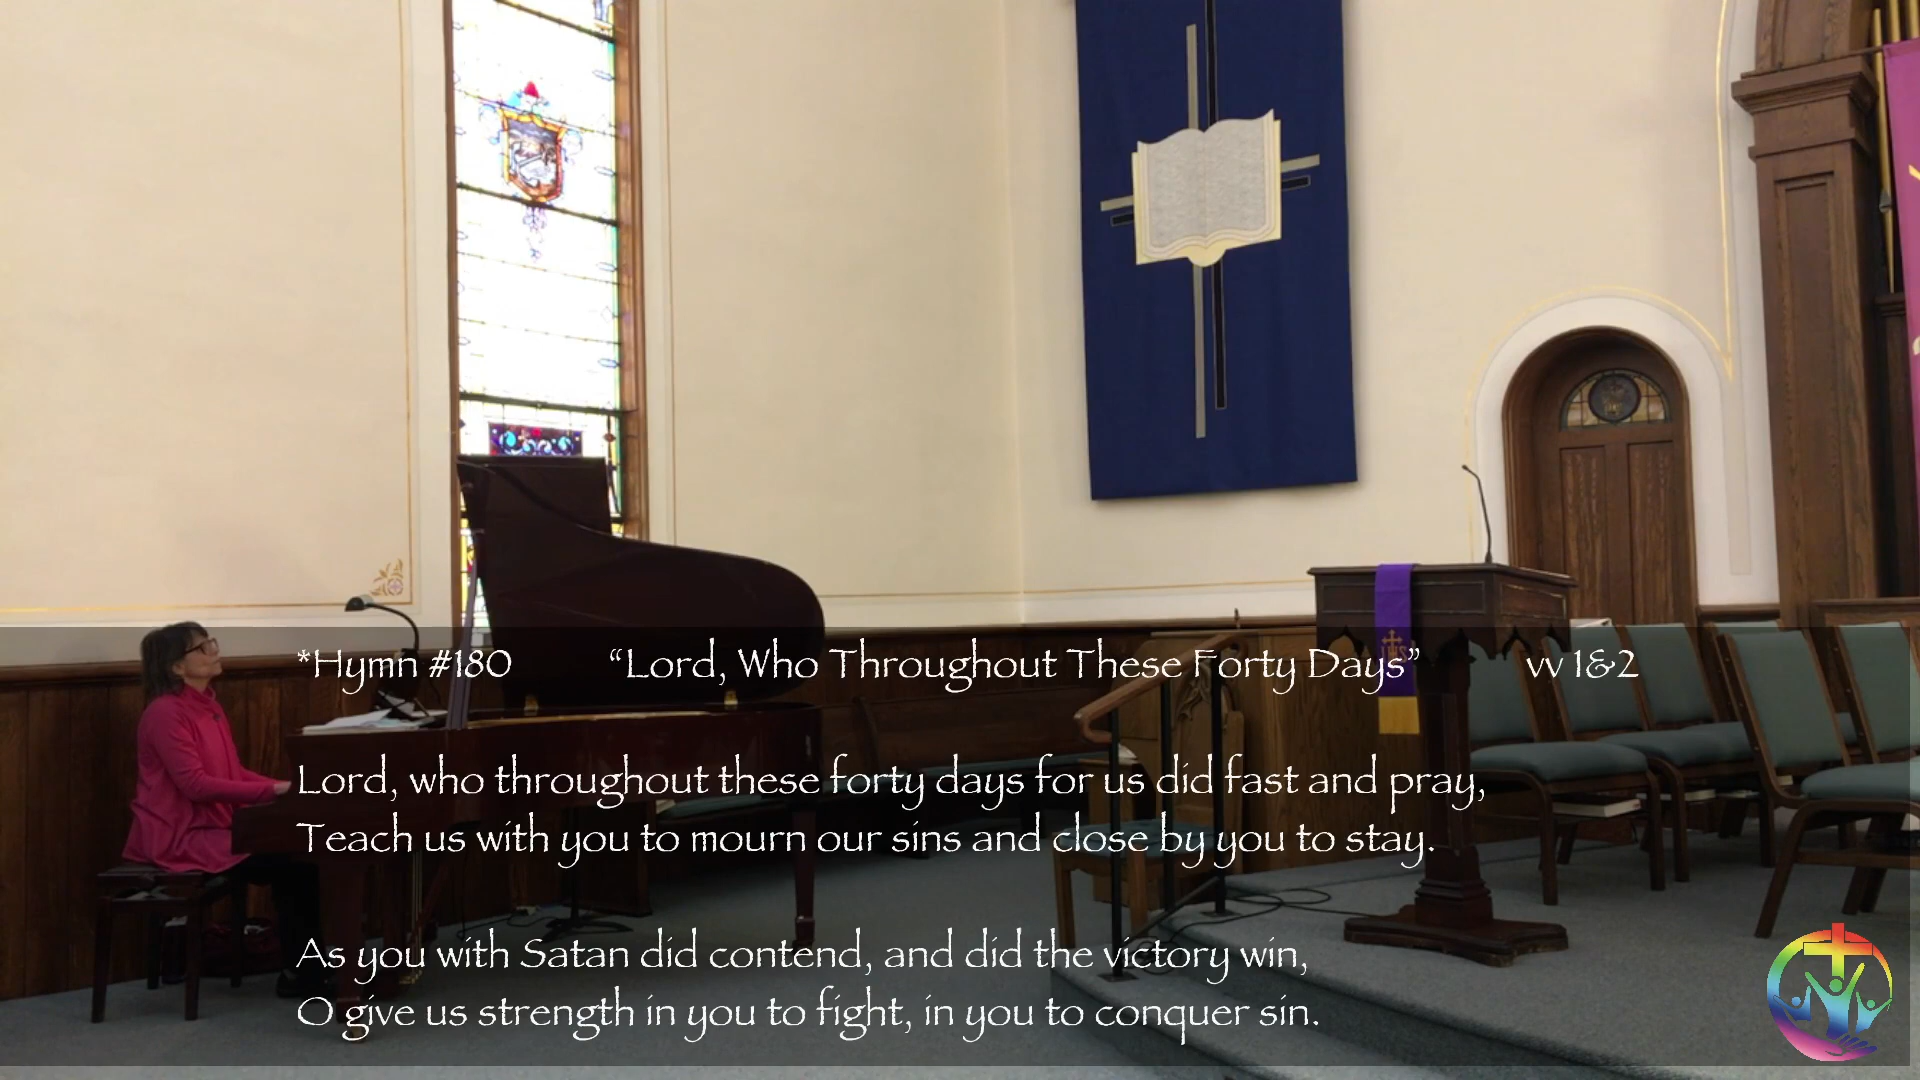 *Hymn #180 “Lord, Who Throughout These Forty Days” vv 1&2
Lord, who throughout these forty days for us did fast and pray,
Teach us with you to mourn our sins and close by you to stay.
As you with Satan did contend, and did the victory win,
O give us strength in you to fight, in you to conquer sin.
IHS